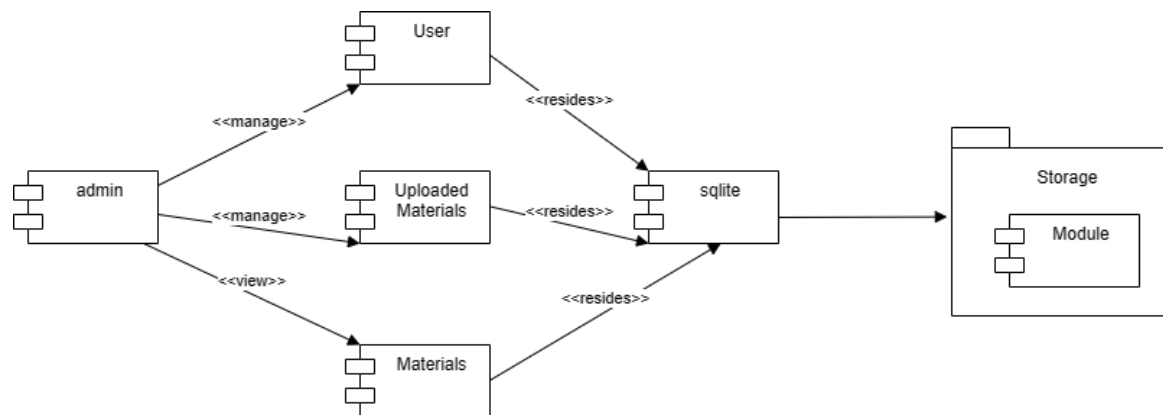 User
<<resides>>
<<manage>>
admin
Uploaded
Materials
<<manage>>
<<resides>>
sqlite
Storage
Module
<<view>>
<<resides>>
Materials